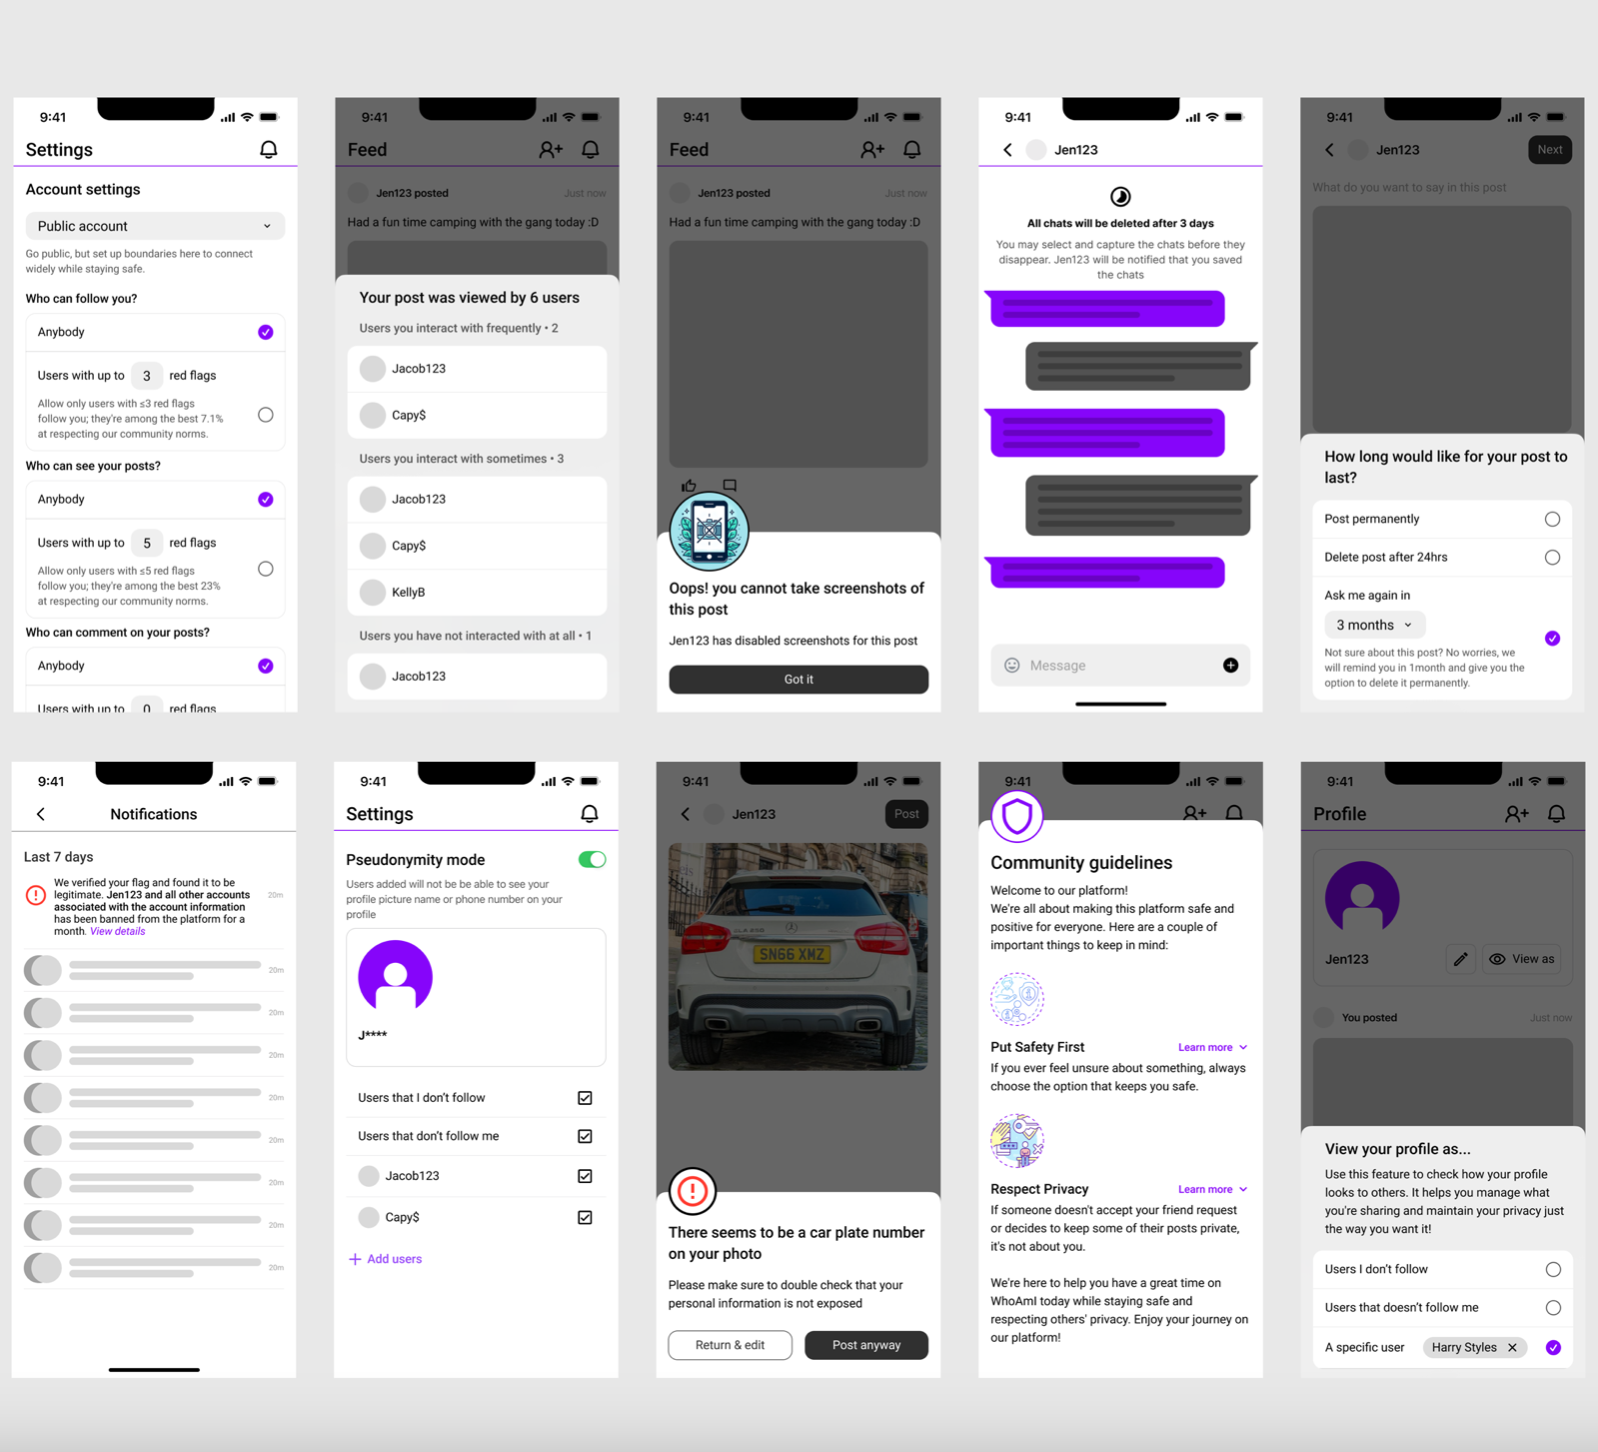 9:41
Settings
Account settings
Public account
Go public, but set up boundaries here to connect
widely while staying safe.
Who can follow you?
Anybody
Users with up to 3 red flags
Allow only users with ≤3 red flags
follow you; they're among the best 7.1%
at respecting our community norms.
Who can see your posts?
Anybody
Users with up to 5 red flags
Allow only users with ≤5 red flags
follow you; they're among the best 23%
at respecting our community norms.
Who can comment on your posts?
Anybody
Users with up to 0 red flags
9:41
Feed
Jen123 posted
Just now
Had a fun time camping with the gang today :D
Your post was viewed by 6 users
Users you interact with frequently • 2
Jacob123
Capy$
Users you interact with sometimes • 3
Jacob123
Capy$
KellyB
Users you have not interacted with at all • 1
Jacob123
9:41
Feed
Jen123 posted
Just now
Had a fun time camping with the gang today :D
Oops! you cannot take screenshots of
this post
Jen123 has disabled screenshots for this post
Got it
9:41
Jen123
All chats will be deleted after 3 days
You may select and capture the chats before they
disappear. Jen123 will be notified that you saved
the chats
Message
9:41
Jen123
Next
What do you want to say in this post
How long would like for your post to
last?
Post permanently
Delete post after 24hrs
Ask me again in
3 months
Not sure about this post? No worries, we
will remind you in 1month and give you the
option to delete it permanently.
9:41
Notifications
Last 7 days
We verified your flag and found it to be
legitimate. Jen123 and all other accounts
associated with the account information
has been banned from the platform for a
month. View details
20m
20m
20m
20m
20m
20m
20m
20m
20m
9:41
Settings
Pseudonymity mode
Users added will not be be able to see your
profile picture name or phone number on your
profile
J****
Users that I don't follow
Users that don't follow me
Jacob123
Capy$
+ Add users
9:41
Jen123
Post
SN66 XMZ
There seems to be a car plate number
on your photo
Please make sure to double check that your
personal information is not exposed
Return & edit
Post anyway
9:41
Community guidelines
Welcome to our platform!
We're all about making this platform safe and
positive for everyone. Here are a couple of
important things to keep in mind:
Put Safety First
Learn more
If you ever feel unsure about something, always
choose the option that keeps you safe.
Respect Privacy
Learn more
If someone doesn't accept your friend request
or decides to keep some of their posts private,
it's not about you.
We're here to help you have a great time on
WhoAmI today while staying safe and
respecting others' privacy. Enjoy your journey on
our platform!
9:41
Profile
Jen123
View as
You posted
Just now
View your profile as...
Use this feature to check how your profile
looks to others. It helps you manage what
you're sharing and maintain your privacy just
the way you want it!
Users I don't follow
Users that doesn't follow me
A specific user
Harry Styles